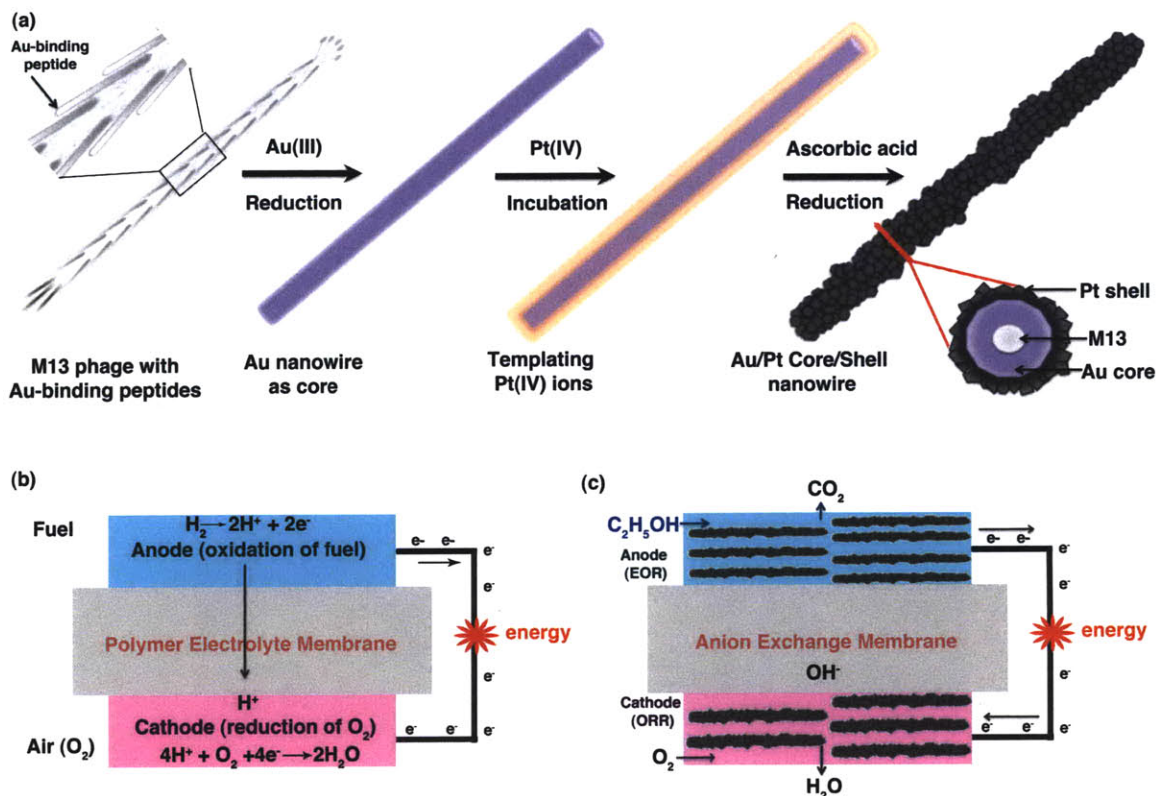 (a)
Au-binding
peptide
Au(III)
Reduction
Pt(IV)
Incubation
Ascorbic acid
Reduction
Pt shell
M13
Au core
M13 phage with
Au-binding peptides
Au nanowire
as core
Templating
Pt(IV) ions
Au/Pt Core/Shell
nanowire
(b)
Fuel
H₂→2H⁺ + 2e⁻
Anode (oxidation of fuel)
e- e-
e⁻
e⁻
Polymer Electrolyte Membrane
energy
e⁻
H⁺
Cathode (reduction of O₂)
e⁻
Air (O₂)
4H⁺ + O₂ +4e⁻→2H₂O
e⁻ e⁻ e⁻
(c)
CO₂
C₂H₅OH
Anode
(EOR)
e- e-
e⁻
e⁻
Anion Exchange Membrane
energy
OH⁻
e⁻
Cathode
(ORR)
e⁻
e⁻ e⁻ e⁻
O₂
H₂O